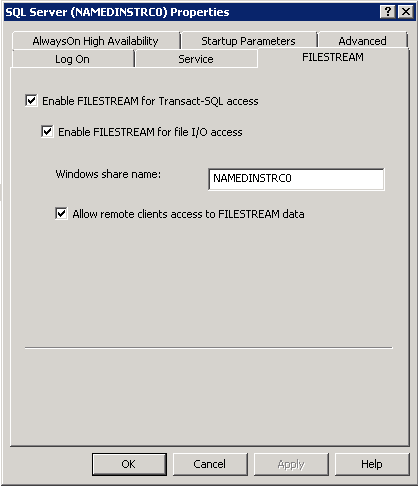 SQL Server (NAMEDINSTRC0) Properties
AlwaysOn High Availability Startup Parameters Advanced
Log On Service FILESTREAM
Enable FILESTREAM for Transact-SQL access
Enable FILESTREAM for file I/O access
Windows share name: NAMEDINSTRC0
Allow remote clients access to FILESTREAM data
OK Cancel Apply Help